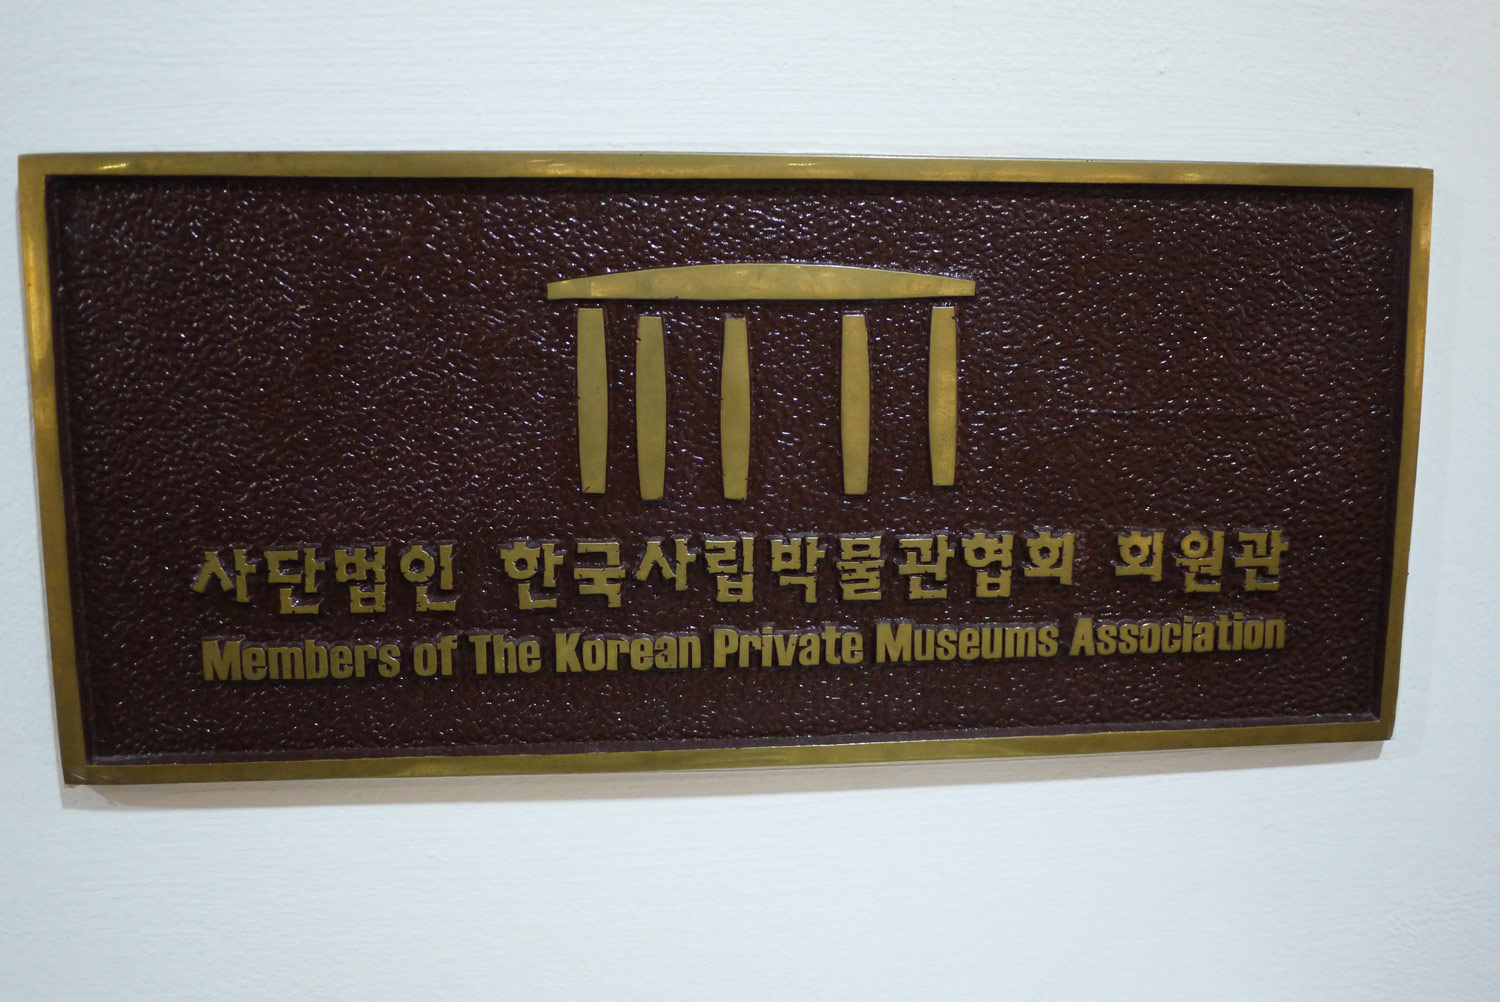 사단법인 한국사립박물관협회 회원관
Members of The Korean Private Museums Association